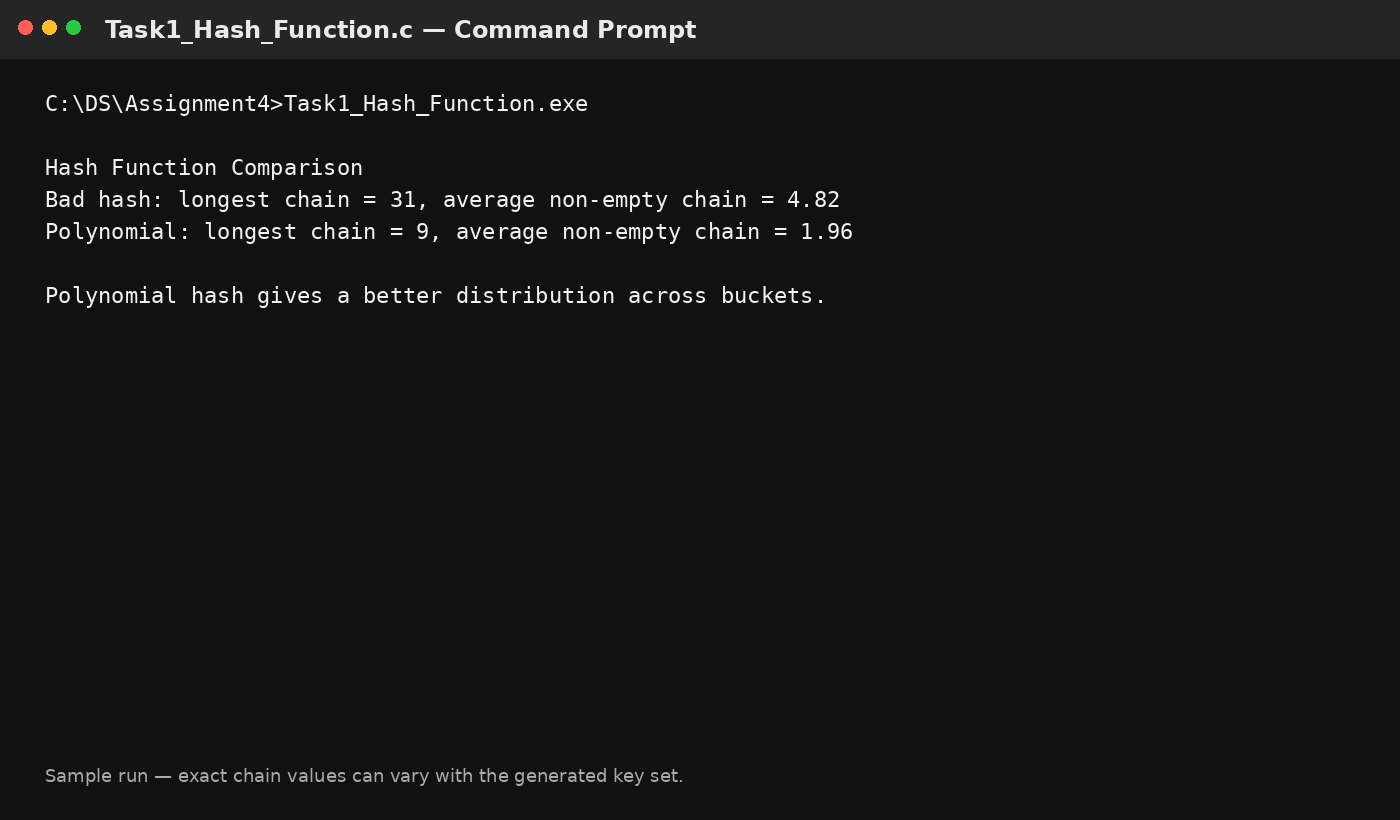 Task1_Hash_Function.c — Command Prompt
C:\DS\Assignment4>Task1_Hash_Function.exe
Hash Function Comparison
Bad hash: longest chain = 31, average non-empty chain = 4.82
Polynomial: longest chain = 9, average non-empty chain = 1.96
Polynomial hash gives a better distribution across buckets.
Sample run — exact chain values can vary with the generated key set.